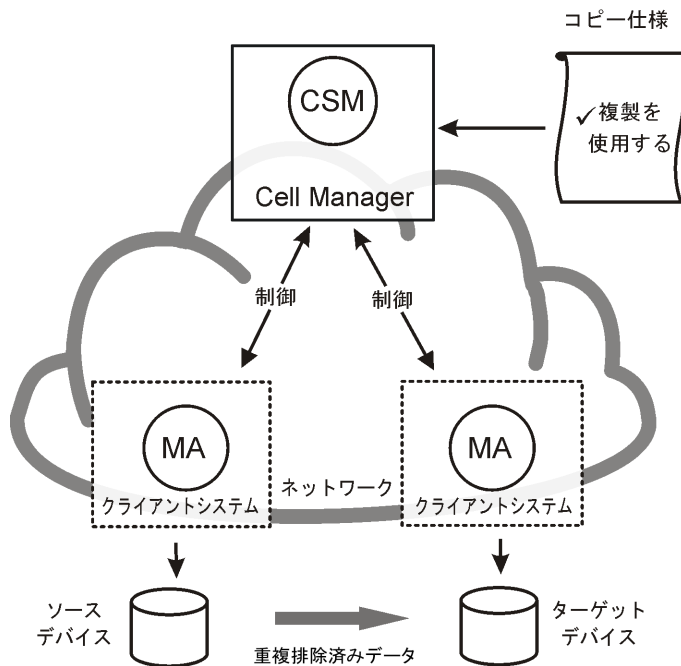 コピー仕様
CSM
✓複製を
使用する
Cell Manager
制御
制御
MA
MA
ネットワーク
クライアントシステム
クライアントシステム
ソース
デバイス
ターゲット
デバイス
重複排除済みデータ